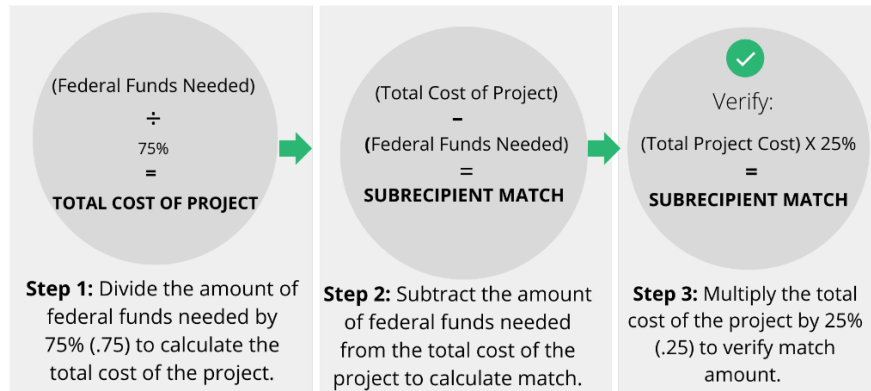 (Federal Funds Needed)
÷
75%
=
TOTAL COST OF PROJECT
Step 1: Divide the amount of
federal funds needed by
75% (.75) to calculate the
total cost of the project.
(Total Cost of Project)
–
(Federal Funds Needed)
=
SUBRECIPIENT MATCH
Step 2: Subtract the amount
of federal funds needed
from the total cost of the
project to calculate match.
Verify:
(Total Project Cost) X 25%
=
SUBRECIPIENT MATCH
Step 3: Multiply the total
cost of the project by 25%
(.25) to verify match
amount.